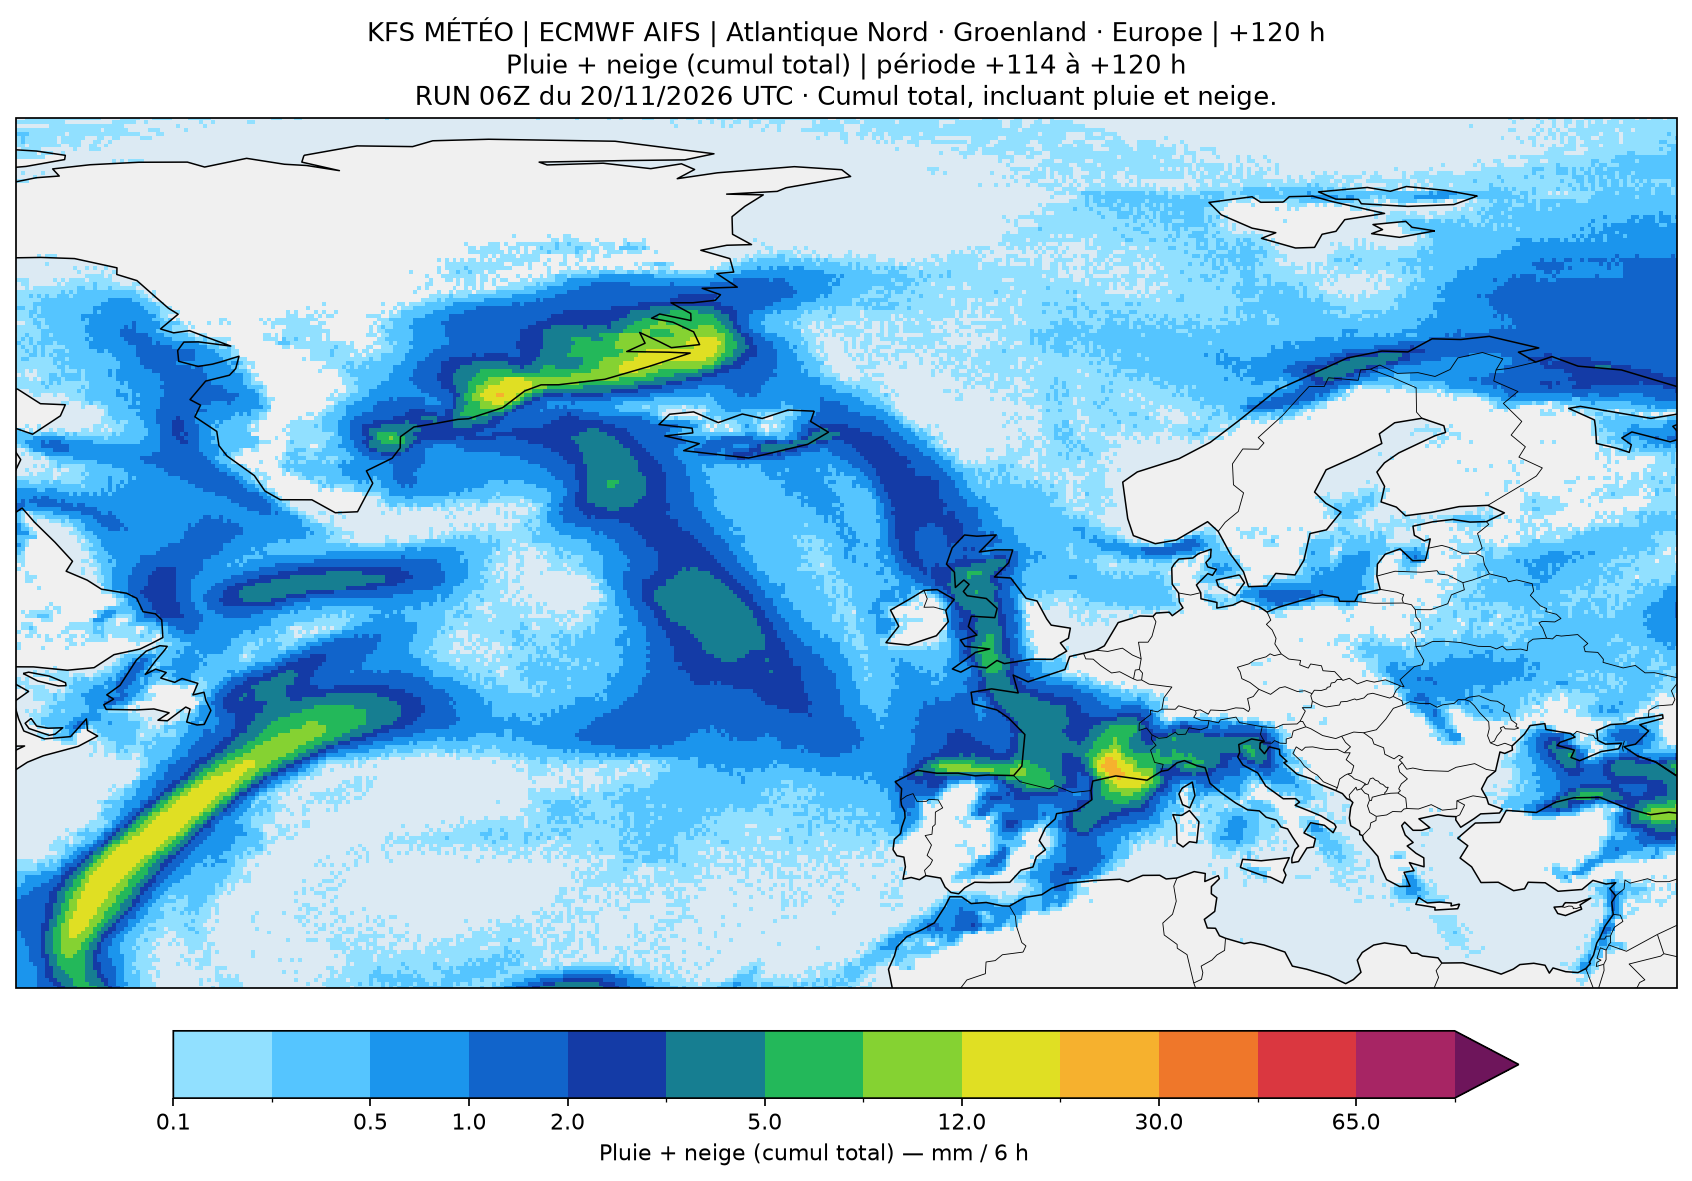 KFS MÉTÉO | ECMWF AIFS | Atlantique Nord · Groenland · Europe | +120 h
Pluie + neige (cumul total) | période +114 à +120 h
RUN 06Z du 20/11/2026 UTC · Cumul total, incluant pluie et neige.
0.1 0.5 1.0 2.0 5.0 12.0 30.0 65.0
Pluie + neige (cumul total) — mm / 6 h